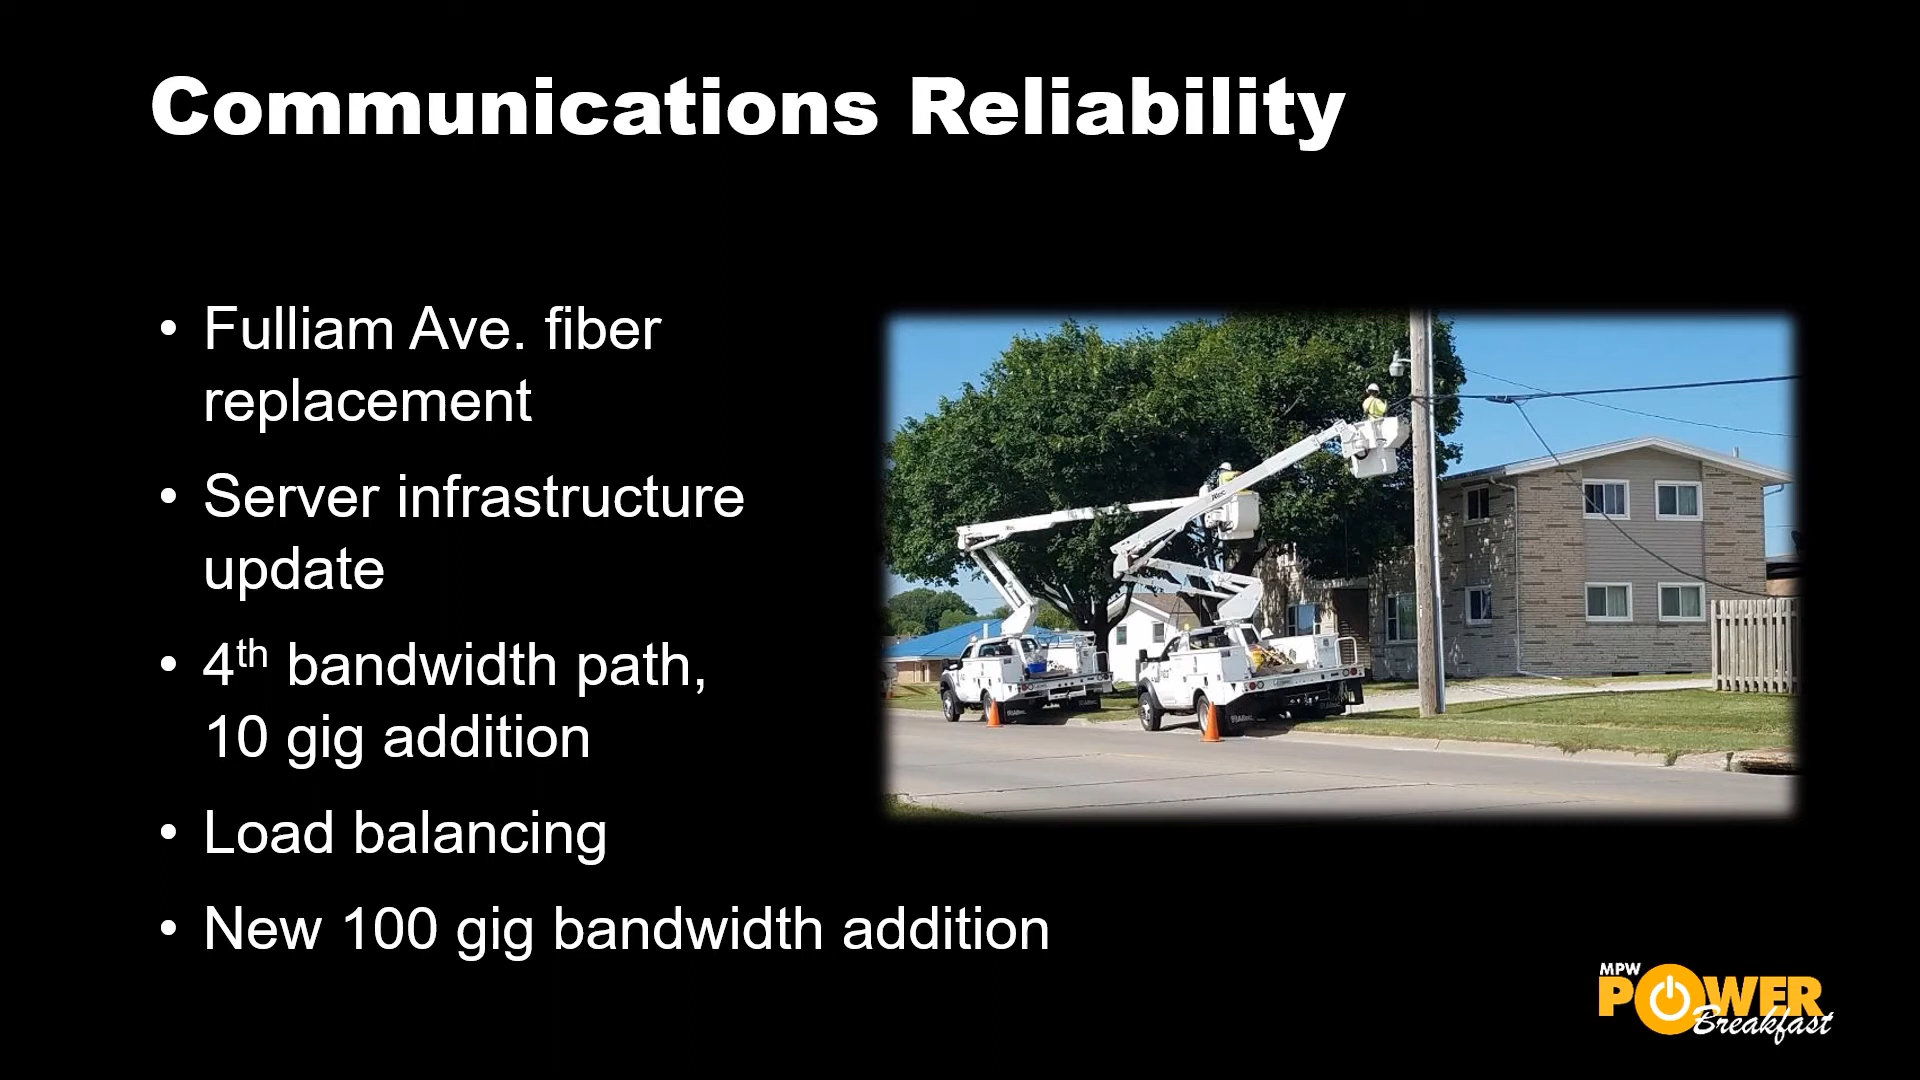 Communications Reliability
• Fulliam Ave. fiber
replacement
• Server infrastructure
update
• 4th bandwidth path,
10 gig addition
• Load balancing
• New 100 gig bandwidth addition
MPW
POWER
Breakfast